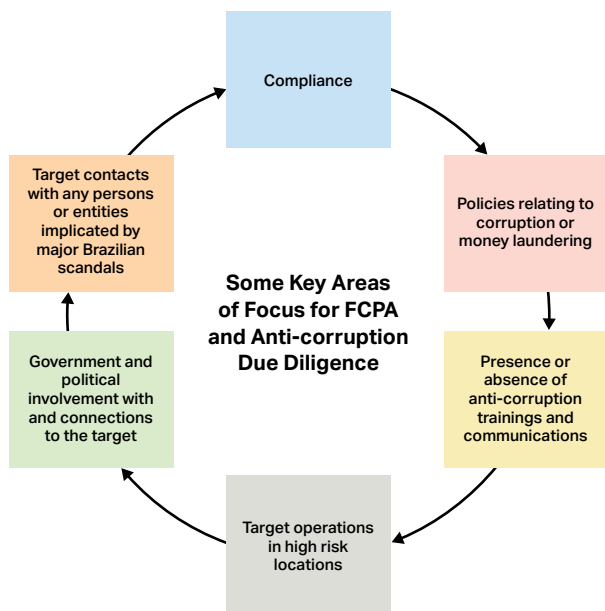 Compliance
Policies relating to
corruption or
money laundering
Presence or
absence of
anti-corruption
trainings and
communications
Target operations
in high risk
locations
Government and
political
involvement with
and connections
to the target
Target contacts
with any persons
or entities
implicated by
major Brazilian
scandals
Some Key Areas
of Focus for FCPA
and Anti-corruption
Due Diligence